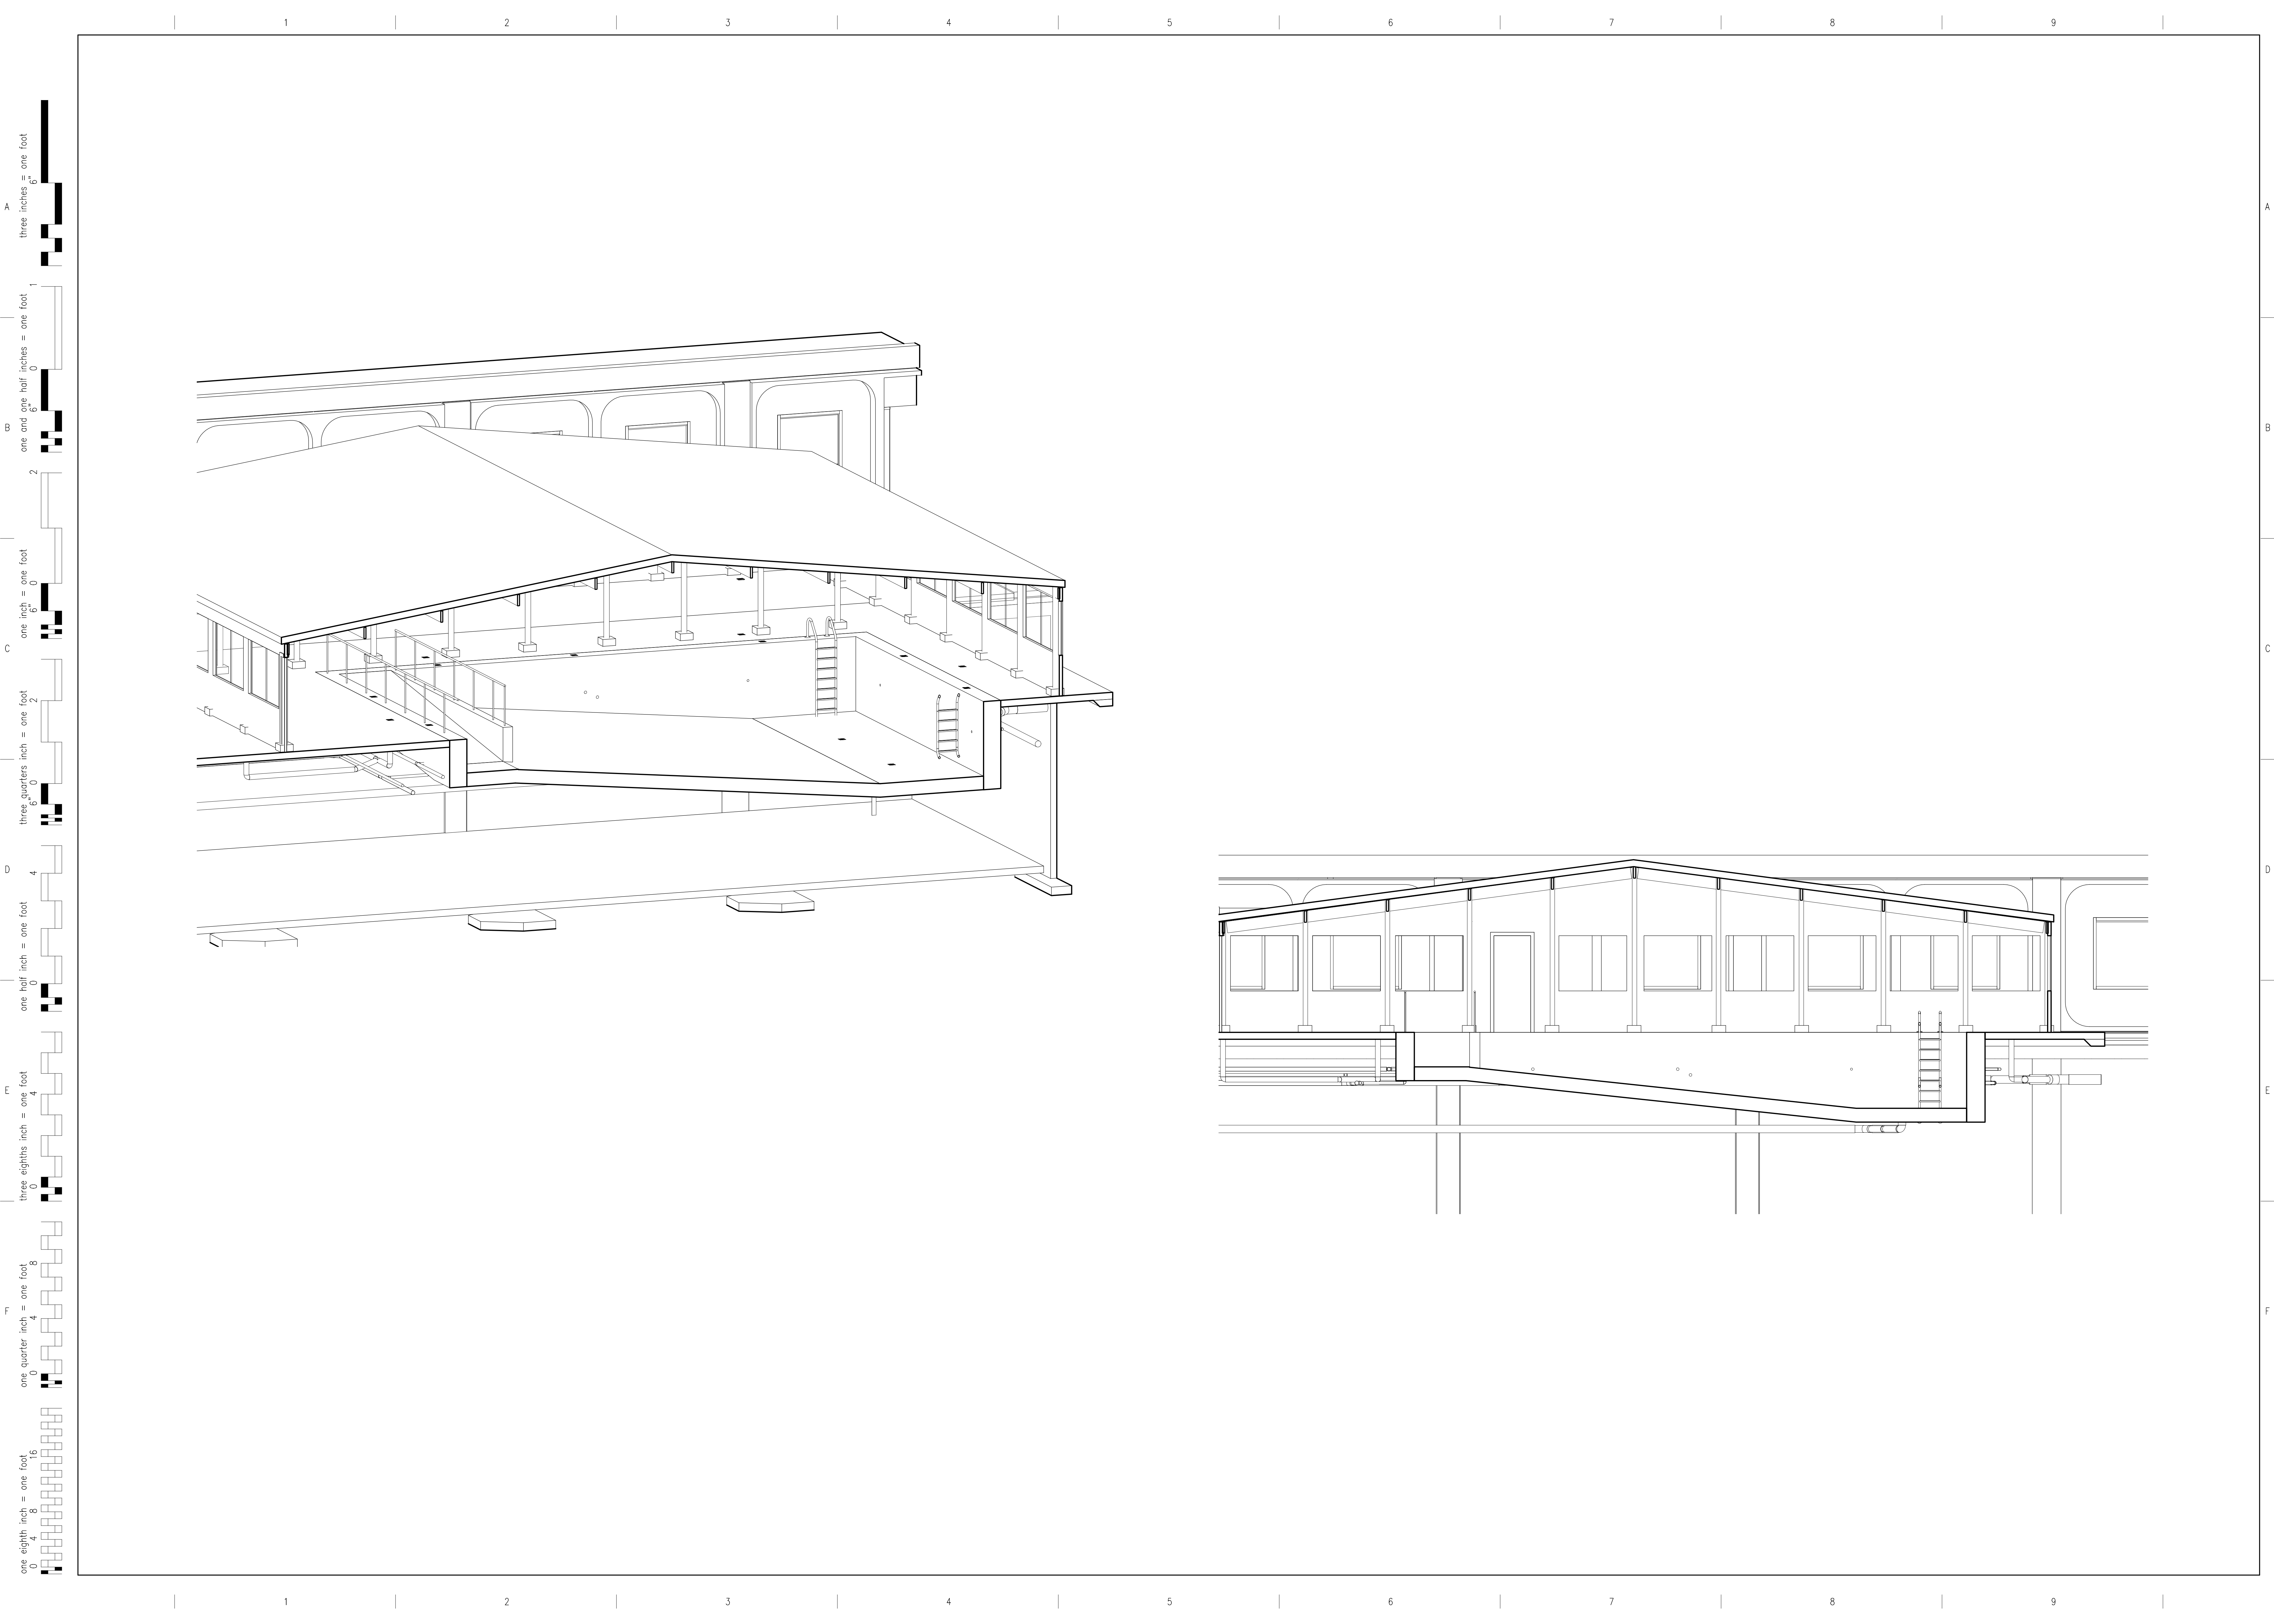 1 2 3 4 5 6 7 8 9
A A
B B
C C
D D
E E
F F
three inches = one foot
6"
one and one half inches = one foot
6" 0 1
one inch = one foot
6" 0 2
three quarters inch = one foot
6" 0 2
one half inch = one foot
0 4
three eighths inch = one foot
0 4
one quarter inch = one foot
0 4 8
one eighth inch = one foot
0 4 8 16
1 2 3 4 5 6 7 8 9